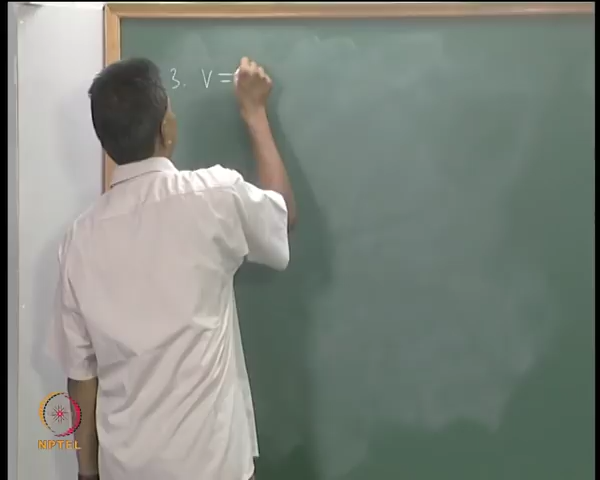 3. V =
NPTEL